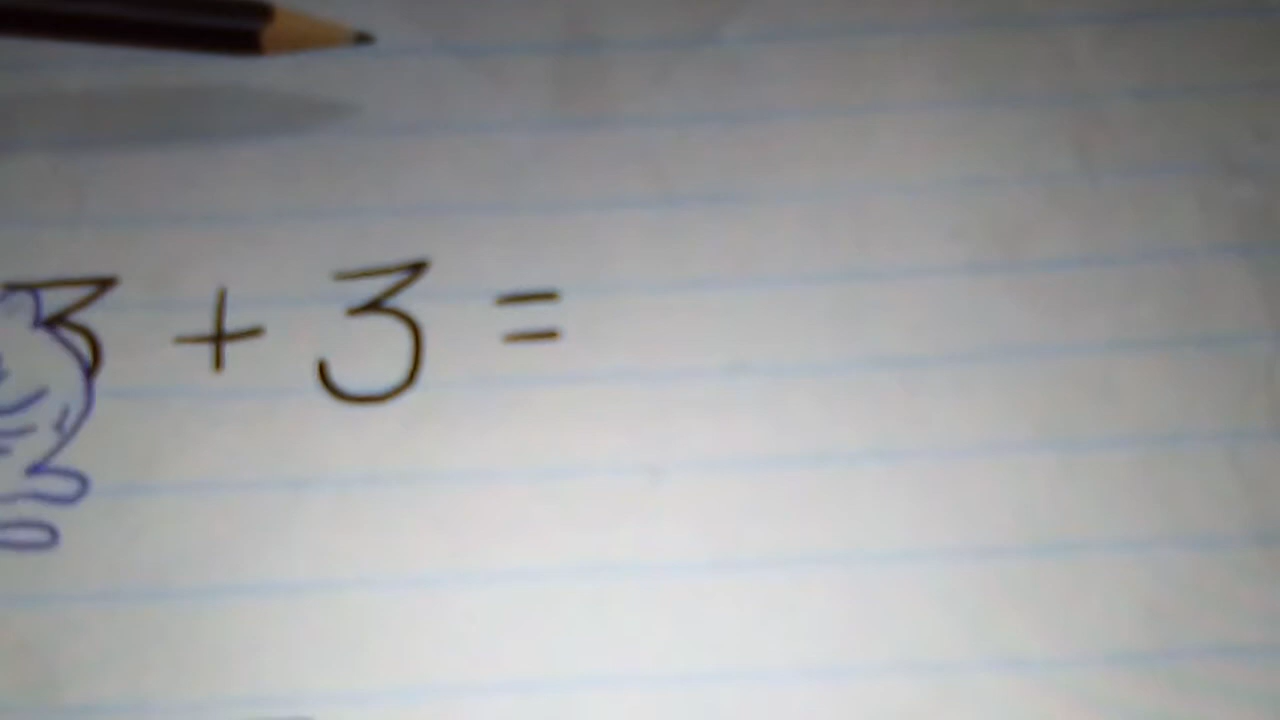 3 + 3 =